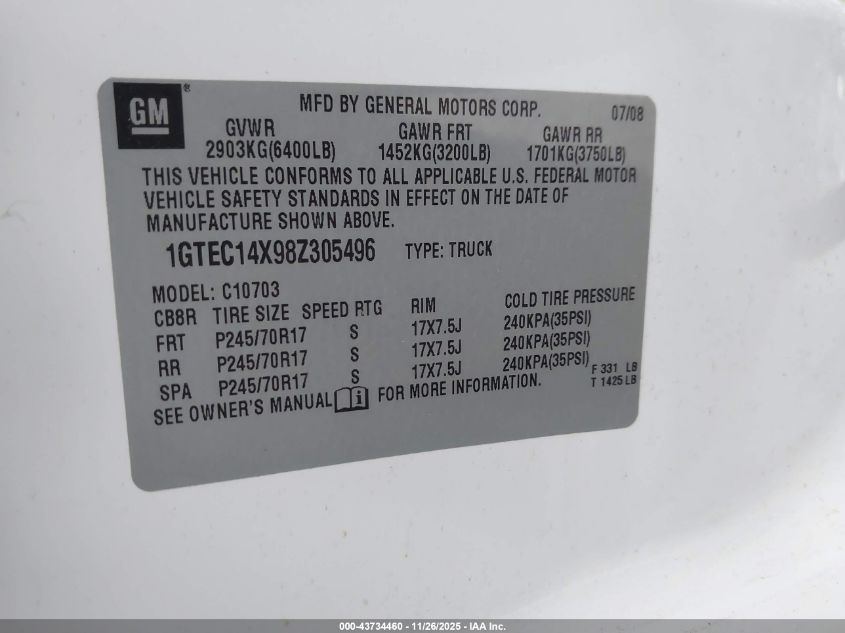 GM®
MFD BY GENERAL MOTORS CORP. 07/08
GVWR GAWR FRT GAWR RR
2903KG(6400LB) 1452KG(3200LB) 1701KG(3750LB)
THIS VEHICLE CONFORMS TO ALL APPLICABLE U.S. FEDERAL MOTOR
VEHICLE SAFETY STANDARDS IN EFFECT ON THE DATE OF
MANUFACTURE SHOWN ABOVE.
1GTEC14X98Z305496 TYPE: TRUCK
MODEL: C10703
CB8R TIRE SIZE SPEED RTG RIM COLD TIRE PRESSURE
FRT P245/70R17 S 17X7.5J 240KPA(35PSI)
RR P245/70R17 S 17X7.5J 240KPA(35PSI)
SPA P245/70R17 S 17X7.5J 240KPA(35PSI) F 331 LB
SEE OWNER'S MANUAL FOR MORE INFORMATION. T 1425 LB
000-43734460 - 11/26/2025 - IAA Inc.